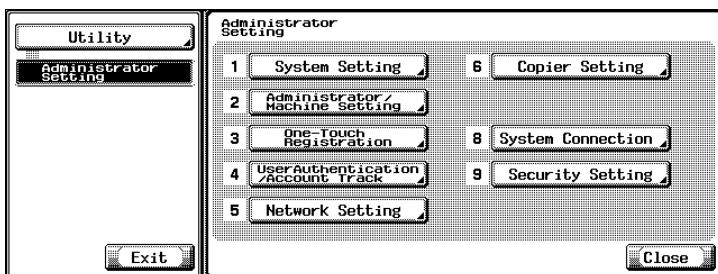 Utility
Administrator
Setting
Exit
Administrator
Setting
1 System Setting
2 Administrator/
Machine Setting
3 One-Touch
Registration
4 UserAuthentication
/Account Track
5 Network Setting
6 Copier Setting
8 System Connection
9 Security Setting
Close